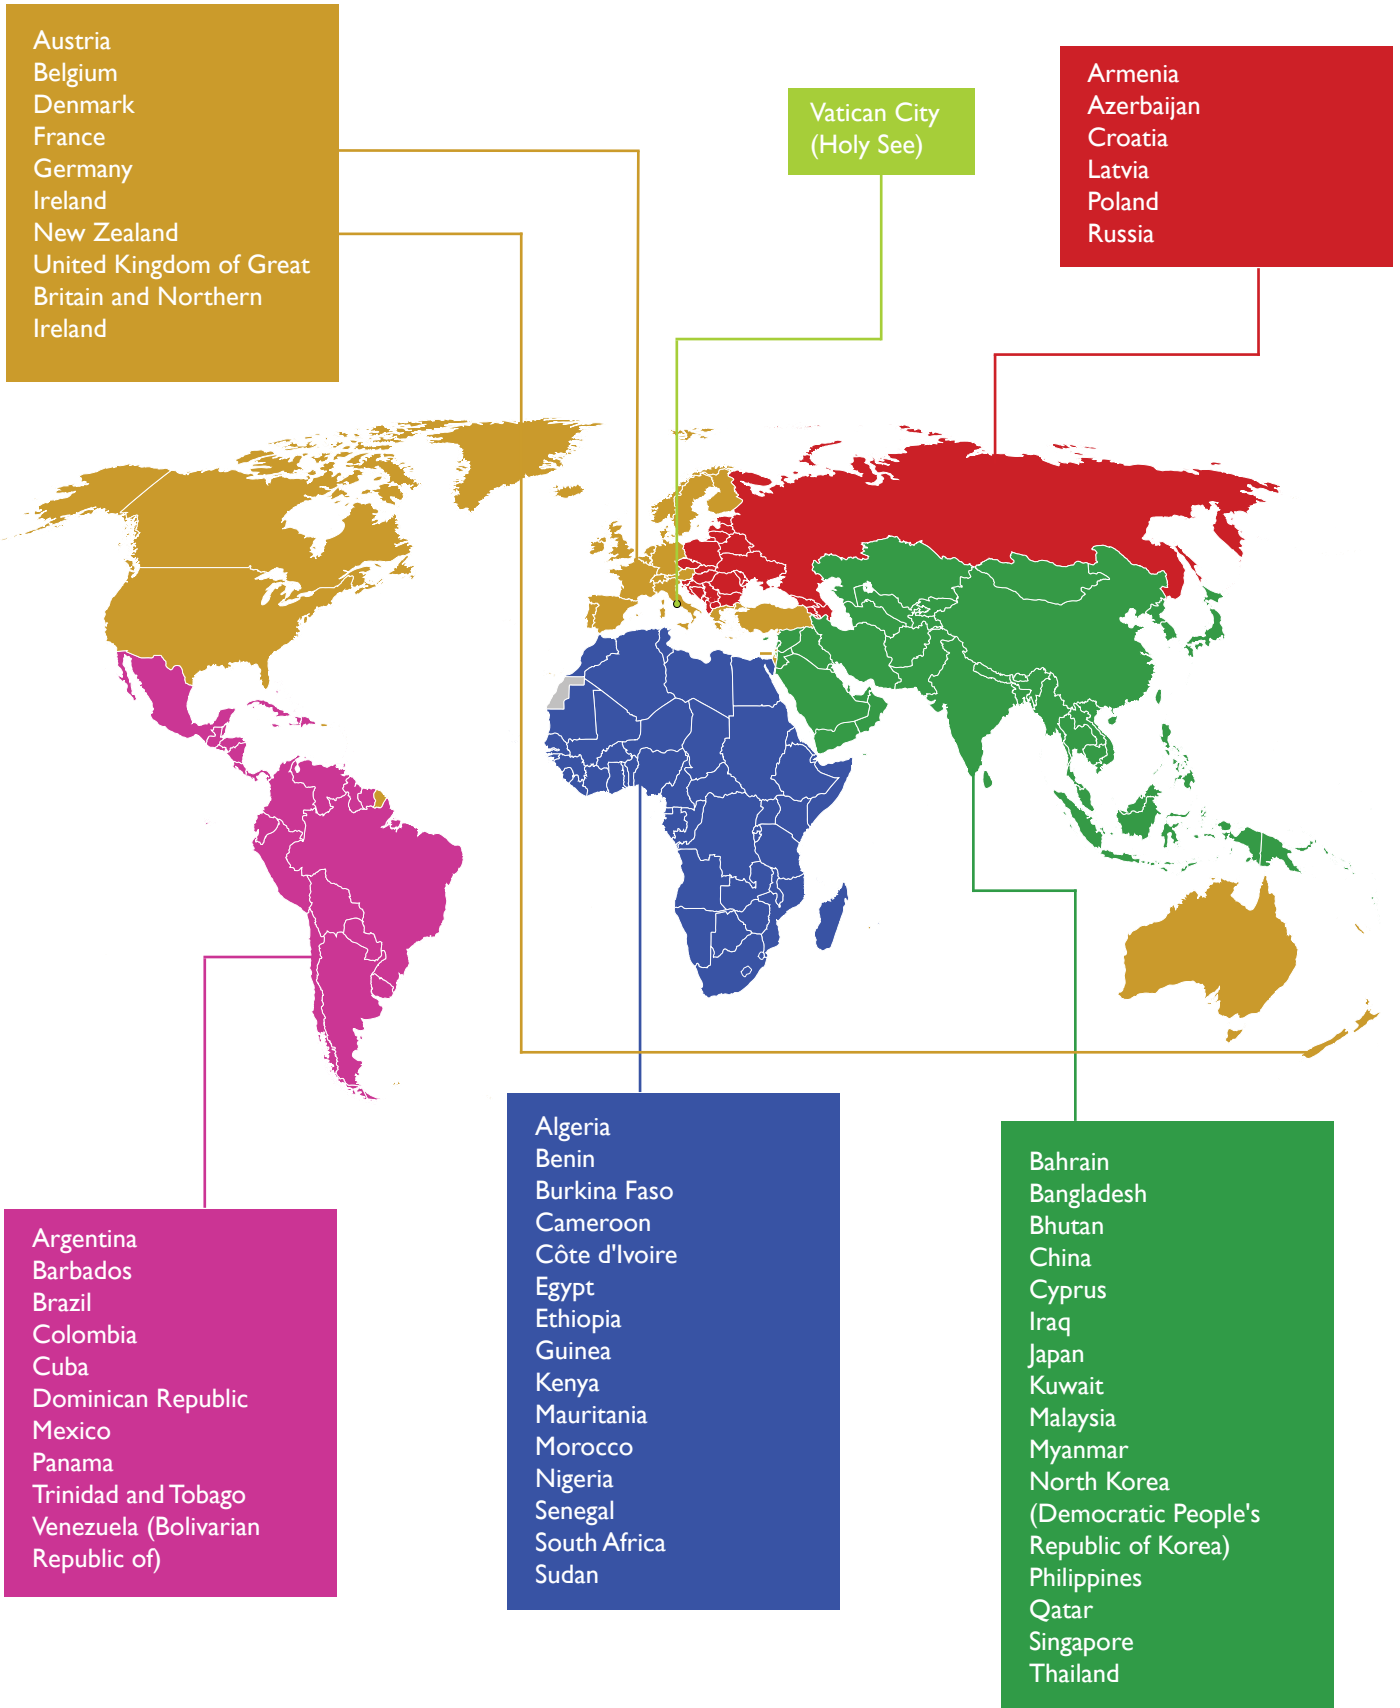 Austria
Belgium
Denmark
France
Germany
Ireland
New Zealand
United Kingdom of Great
Britain and Northern
Ireland
Vatican City
(Holy See)
Armenia
Azerbaijan
Croatia
Latvia
Poland
Russia
Argentina
Barbados
Brazil
Colombia
Cuba
Dominican Republic
Mexico
Panama
Trinidad and Tobago
Venezuela (Bolivarian
Republic of)
Algeria
Benin
Burkina Faso
Cameroon
Côte d'Ivoire
Egypt
Ethiopia
Guinea
Kenya
Mauritania
Morocco
Nigeria
Senegal
South Africa
Sudan
Bahrain
Bangladesh
Bhutan
China
Cyprus
Iraq
Japan
Kuwait
Malaysia
Myanmar
North Korea
(Democratic People's
Republic of Korea)
Philippines
Qatar
Singapore
Thailand